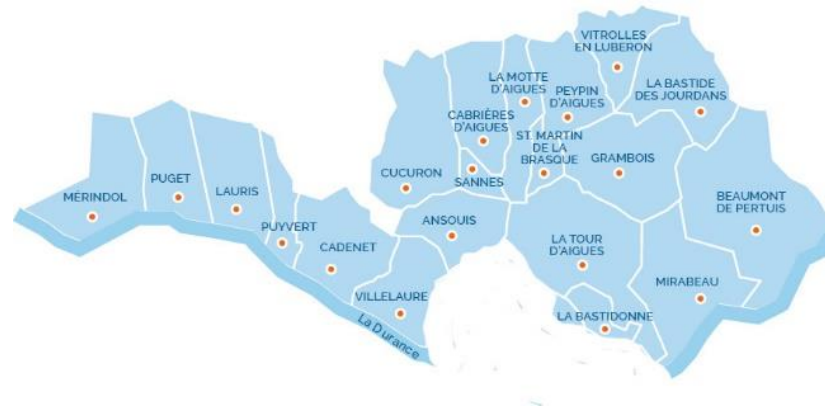 VITROLLES
EN LUBERON
LA MOTTE
D'AIGUES
PEYPIN
D'AIGUES
LA BASTIDE
DES JOURDANS
CABRIÈRES
D'AIGUES
ST. MARTIN
DE LA
BRASQUE
GRAMBOIS
CUCURON
SANNES
MÉRINDOL
PUGET
LAURIS
PUYVERT
CADENET
ANSOUIS
BEAUMONT
DE PERTUIS
LA TOUR
D'AIGUES
MIRABEAU
VILLELAURE
LA BASTIDONNE
La Durance